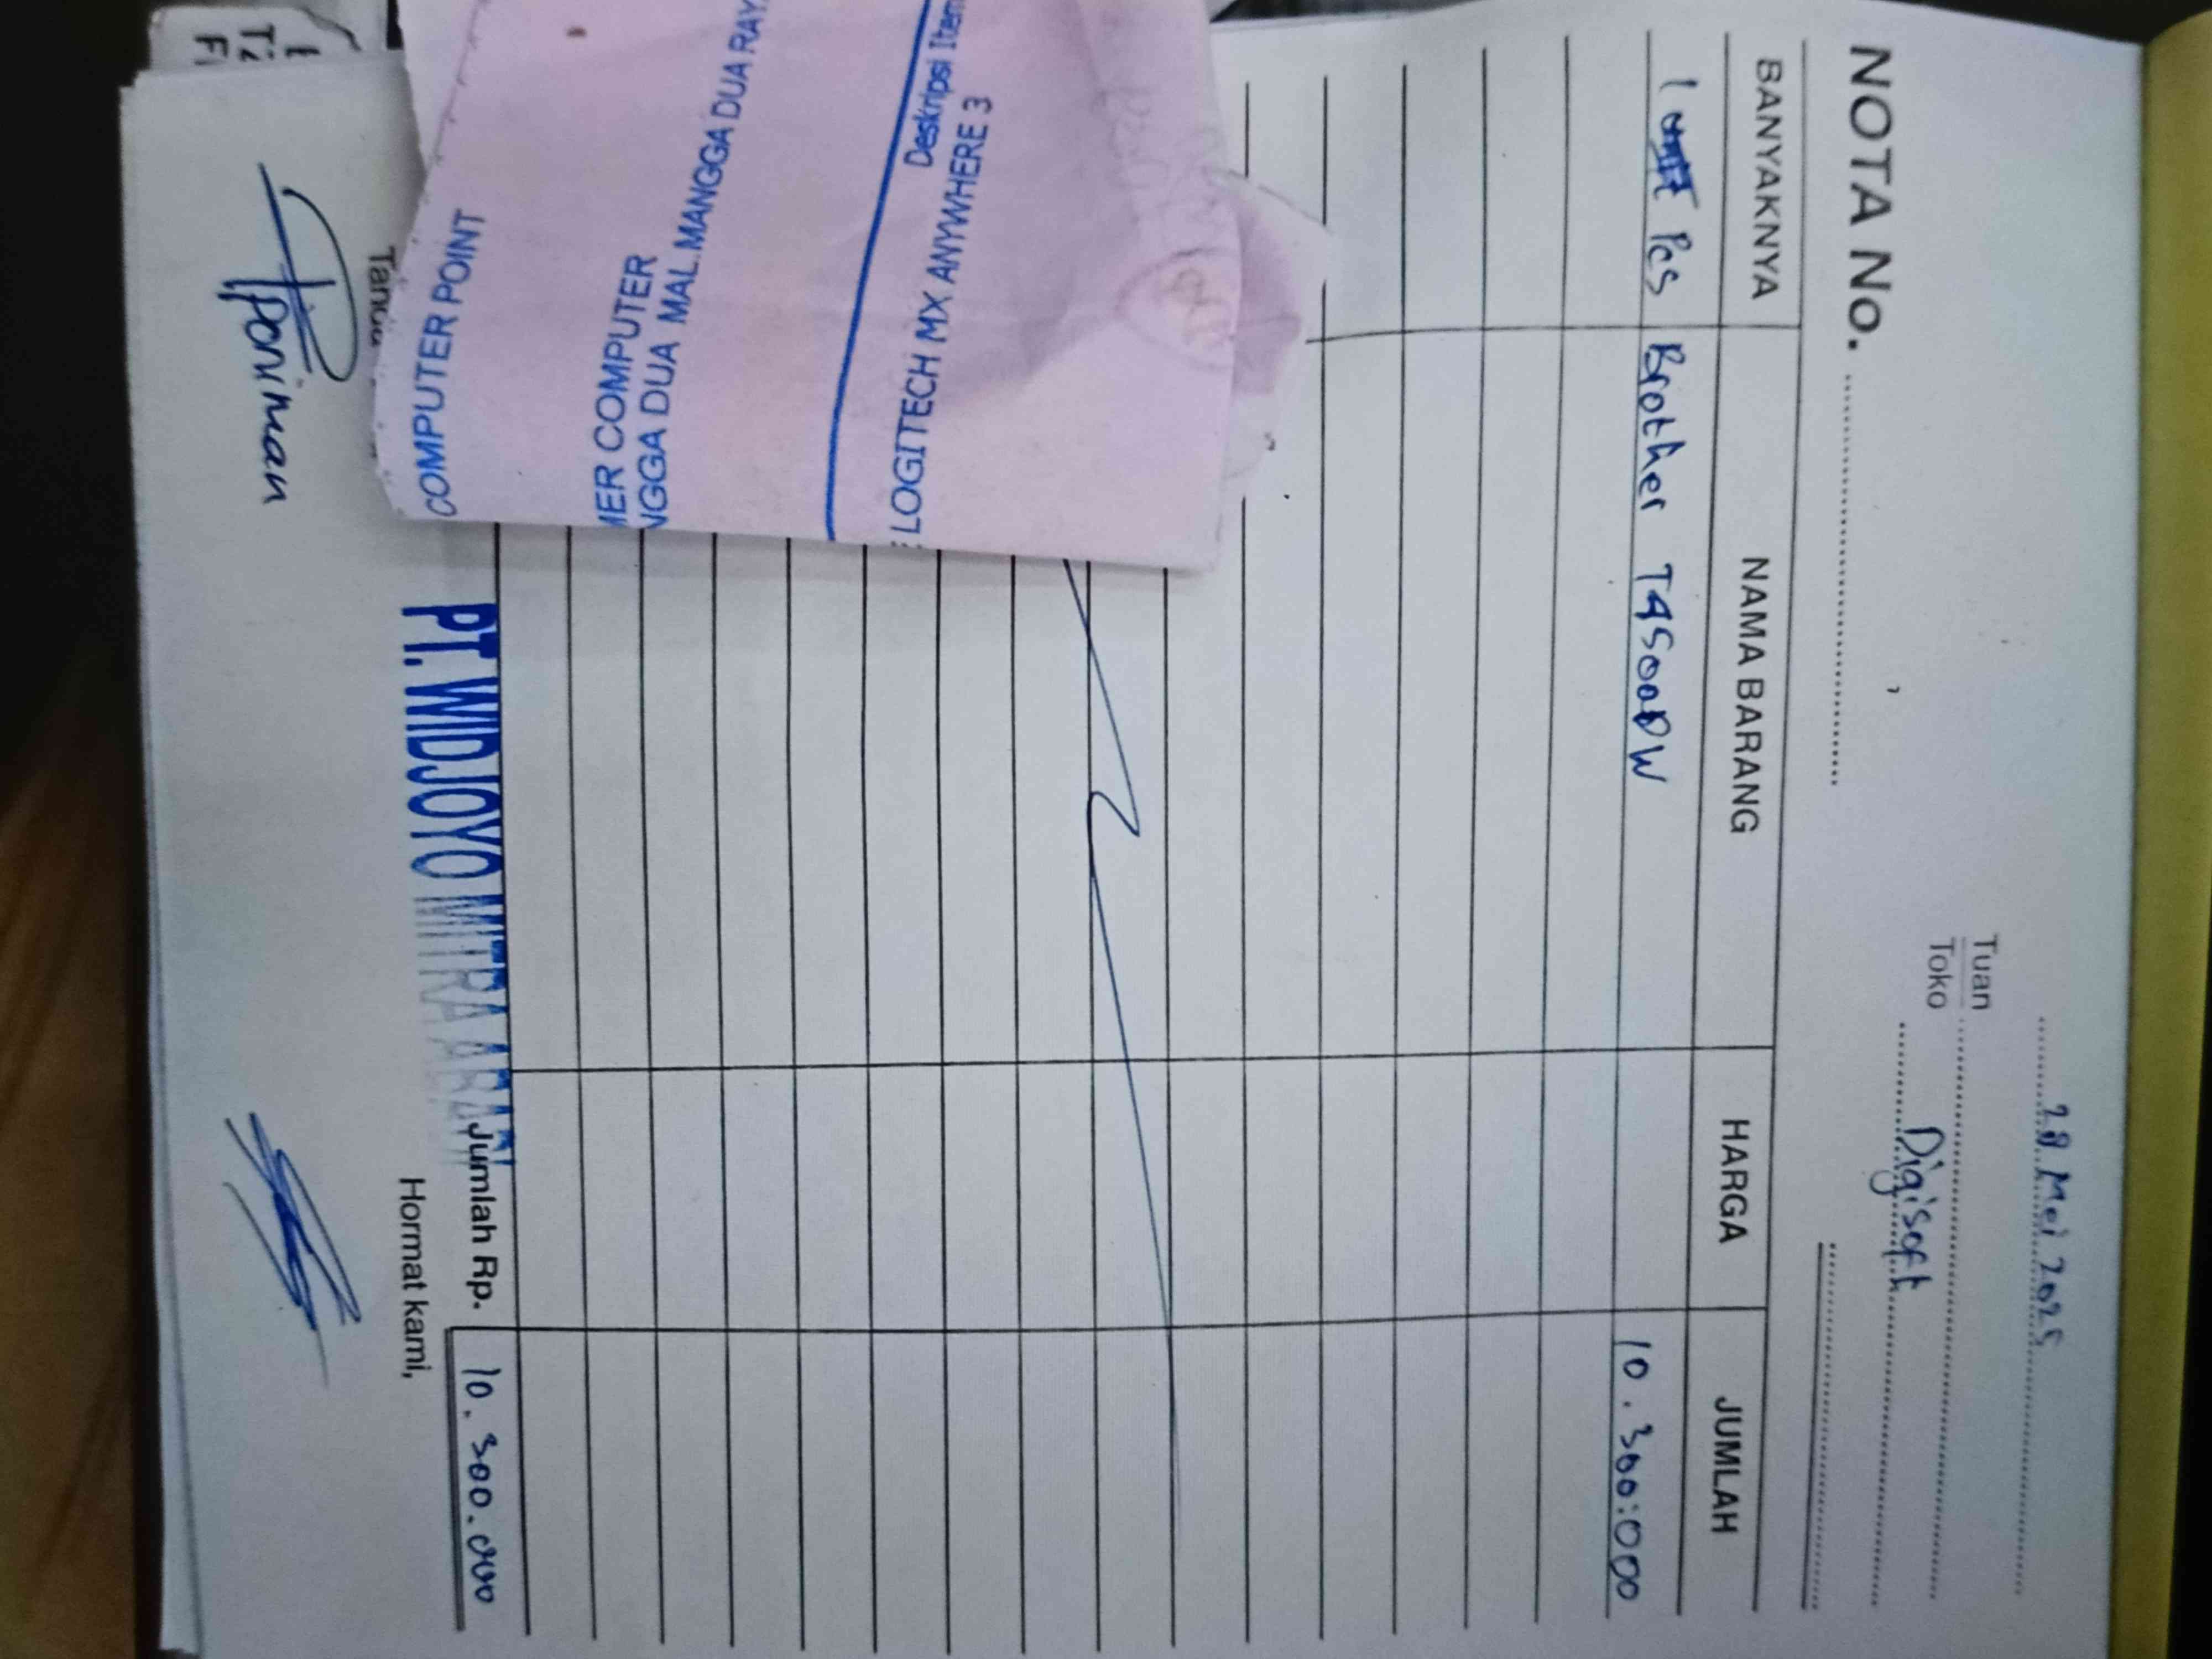 28 Mei 2025
Tuan
Toko Digisoft
NOTA No.
BANYAKNYA NAMA BARANG HARGA JUMLAH
1 Pcs Brother T4500DW 10.300.000
Deskripsi Item
LOGITECH MX ANYWHERE 3
NGGA DUA MAL.MANGGA DUA RAY
MER COMPUTER
COMPUTER POINT
Jumlah Rp. 10.300.000
PT. WIDJOYO MITRA ABADI
Hormat kami,
Poniman